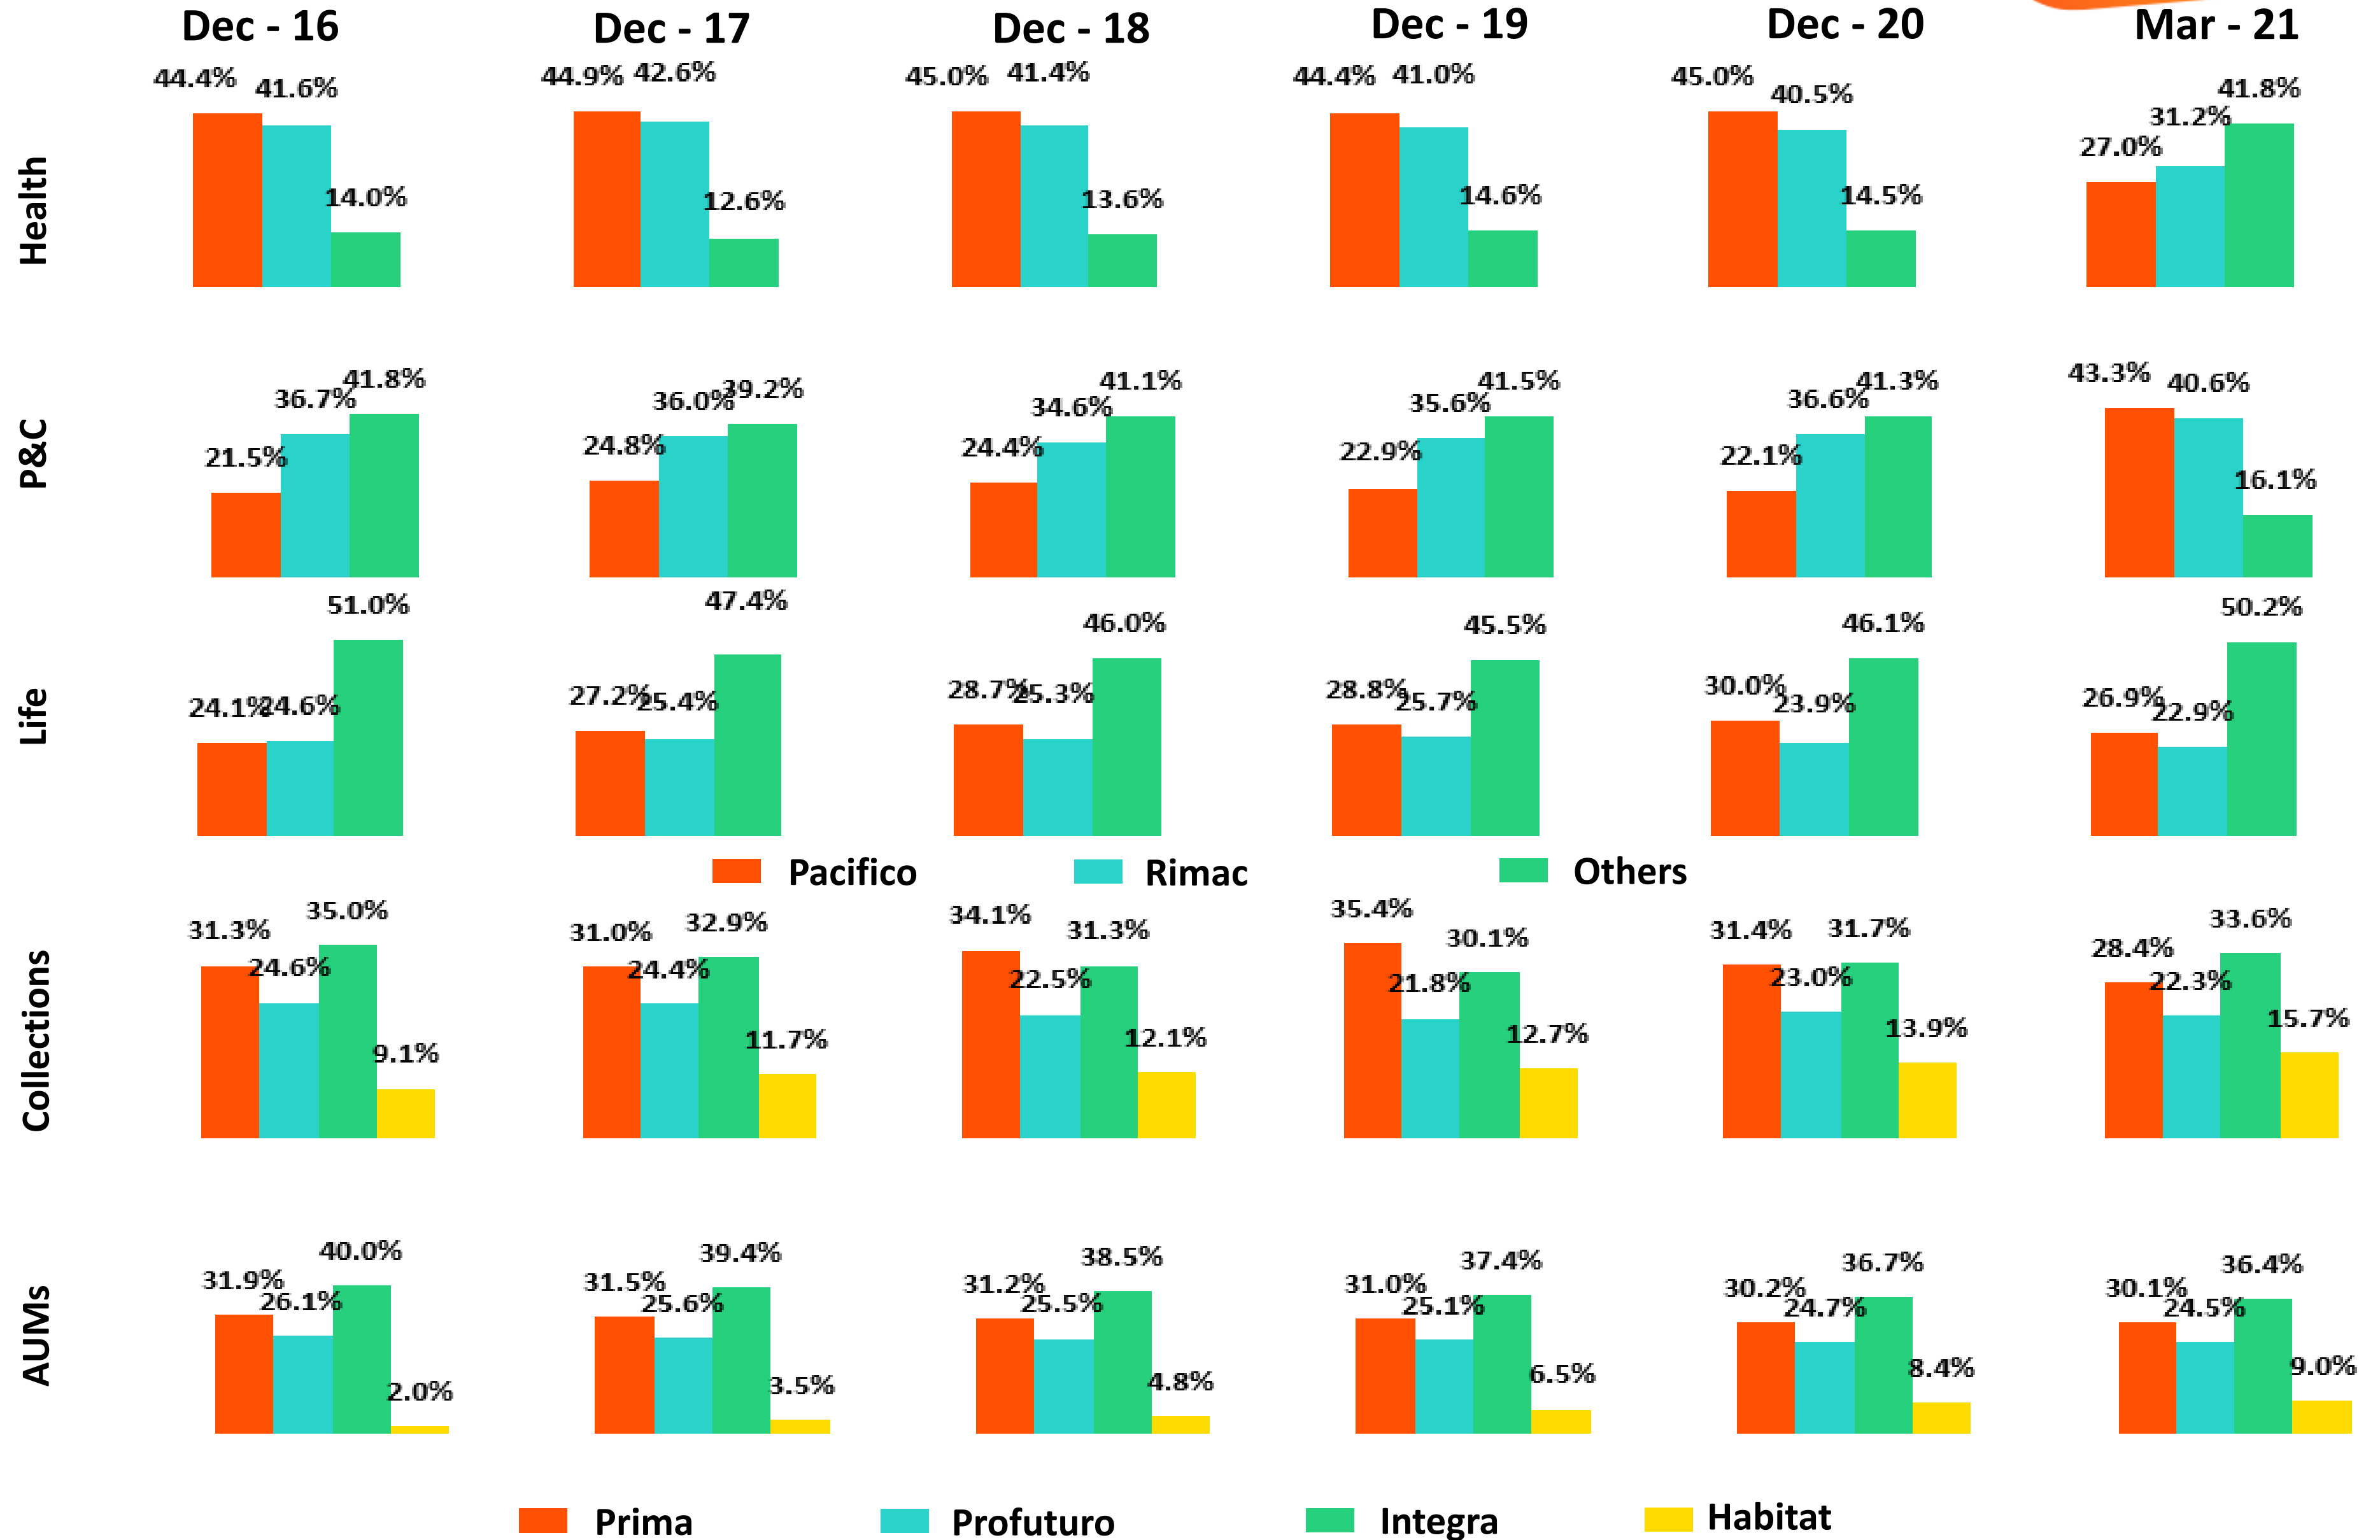 Dec - 16 Dec - 17 Dec - 18 Dec - 19 Dec - 20 Mar - 21
Health
44.4% 41.6% 14.0% 44.9% 42.6% 12.6% 45.0% 41.4% 13.6% 44.4% 41.0% 14.6% 45.0% 40.5% 14.5% 27.0% 31.2% 41.8%
P&C
21.5% 36.7% 41.8% 24.8% 36.0% 39.2% 24.4% 34.6% 41.1% 22.9% 35.6% 41.5% 22.1% 36.6% 41.3% 43.3% 40.6% 16.1%
Life
24.1% 24.6% 51.0% 27.2% 25.4% 47.4% 28.7% 25.3% 46.0% 28.8% 25.7% 45.5% 30.0% 23.9% 46.1% 26.9% 22.9% 50.2%
Pacifico Rimac Others
Collections
31.3% 24.6% 35.0% 9.1% 31.0% 24.4% 32.9% 11.7% 34.1% 22.5% 31.3% 12.1% 35.4% 21.8% 30.1% 12.7% 31.4% 23.0% 31.7% 13.9% 28.4% 22.3% 33.6% 15.7%
AUMs
31.9% 26.1% 40.0% 2.0% 31.5% 25.6% 39.4% 3.5% 31.2% 25.5% 38.5% 4.8% 31.0% 25.1% 37.4% 6.5% 30.2% 24.7% 36.7% 8.4% 30.1% 24.5% 36.4% 9.0%
Prima Profuturo Integra Habitat